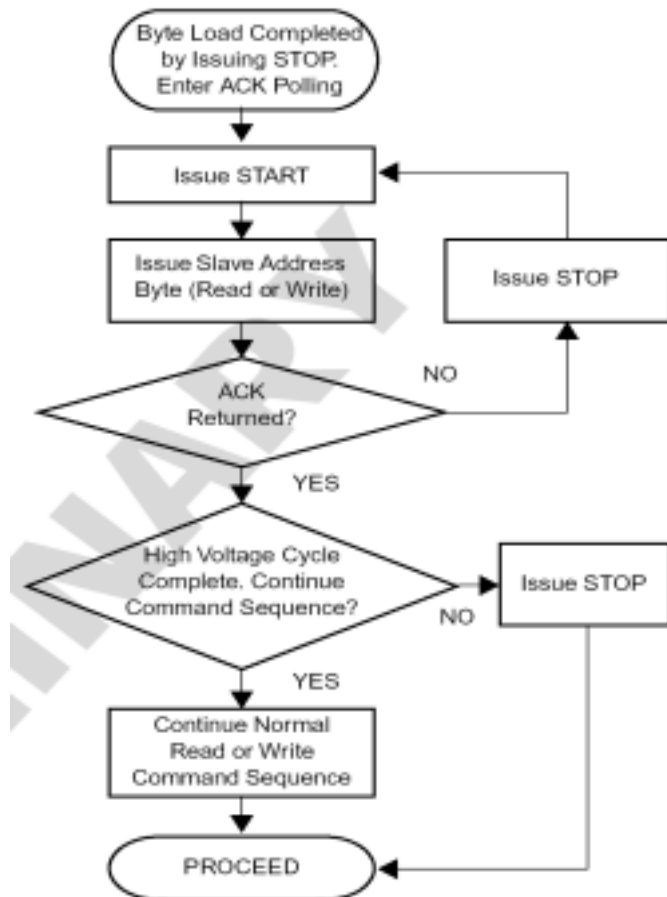 Byte Load Completed
by Issuing STOP.
Enter ACK Polling
Issue START
Issue Slave Address
Byte (Read or Write)
Issue STOP
NO
ACK
Returned?
YES
High Voltage Cycle
Complete. Continue
Command Sequence?
Issue STOP
NO
YES
Continue Normal
Read or Write
Command Sequence
PROCEED